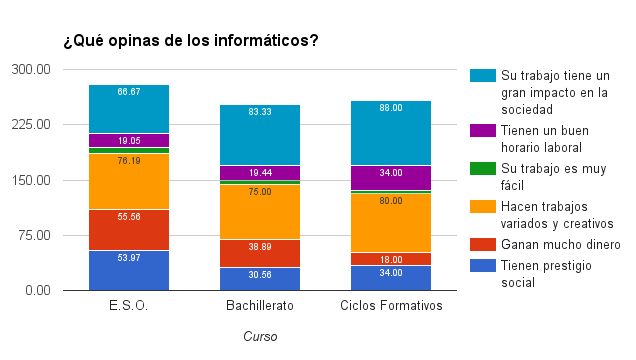 ¿Qué opinas de los informáticos?
300.00
225.00
150.00
75.00
0.00
66.67
19.05
76.19
55.56
53.97
83.33
19.44
75.00
38.89
30.56
88.00
34.00
80.00
18.00
34.00
E.S.O.
Bachillerato
Ciclos Formativos
Curso
Su trabajo tiene un
gran impacto en la
sociedad
Tienen un buen
horario laboral
Su trabajo es muy
fácil
Hacen trabajos
variados y creativos
Ganan mucho dinero
Tienen prestigio
social